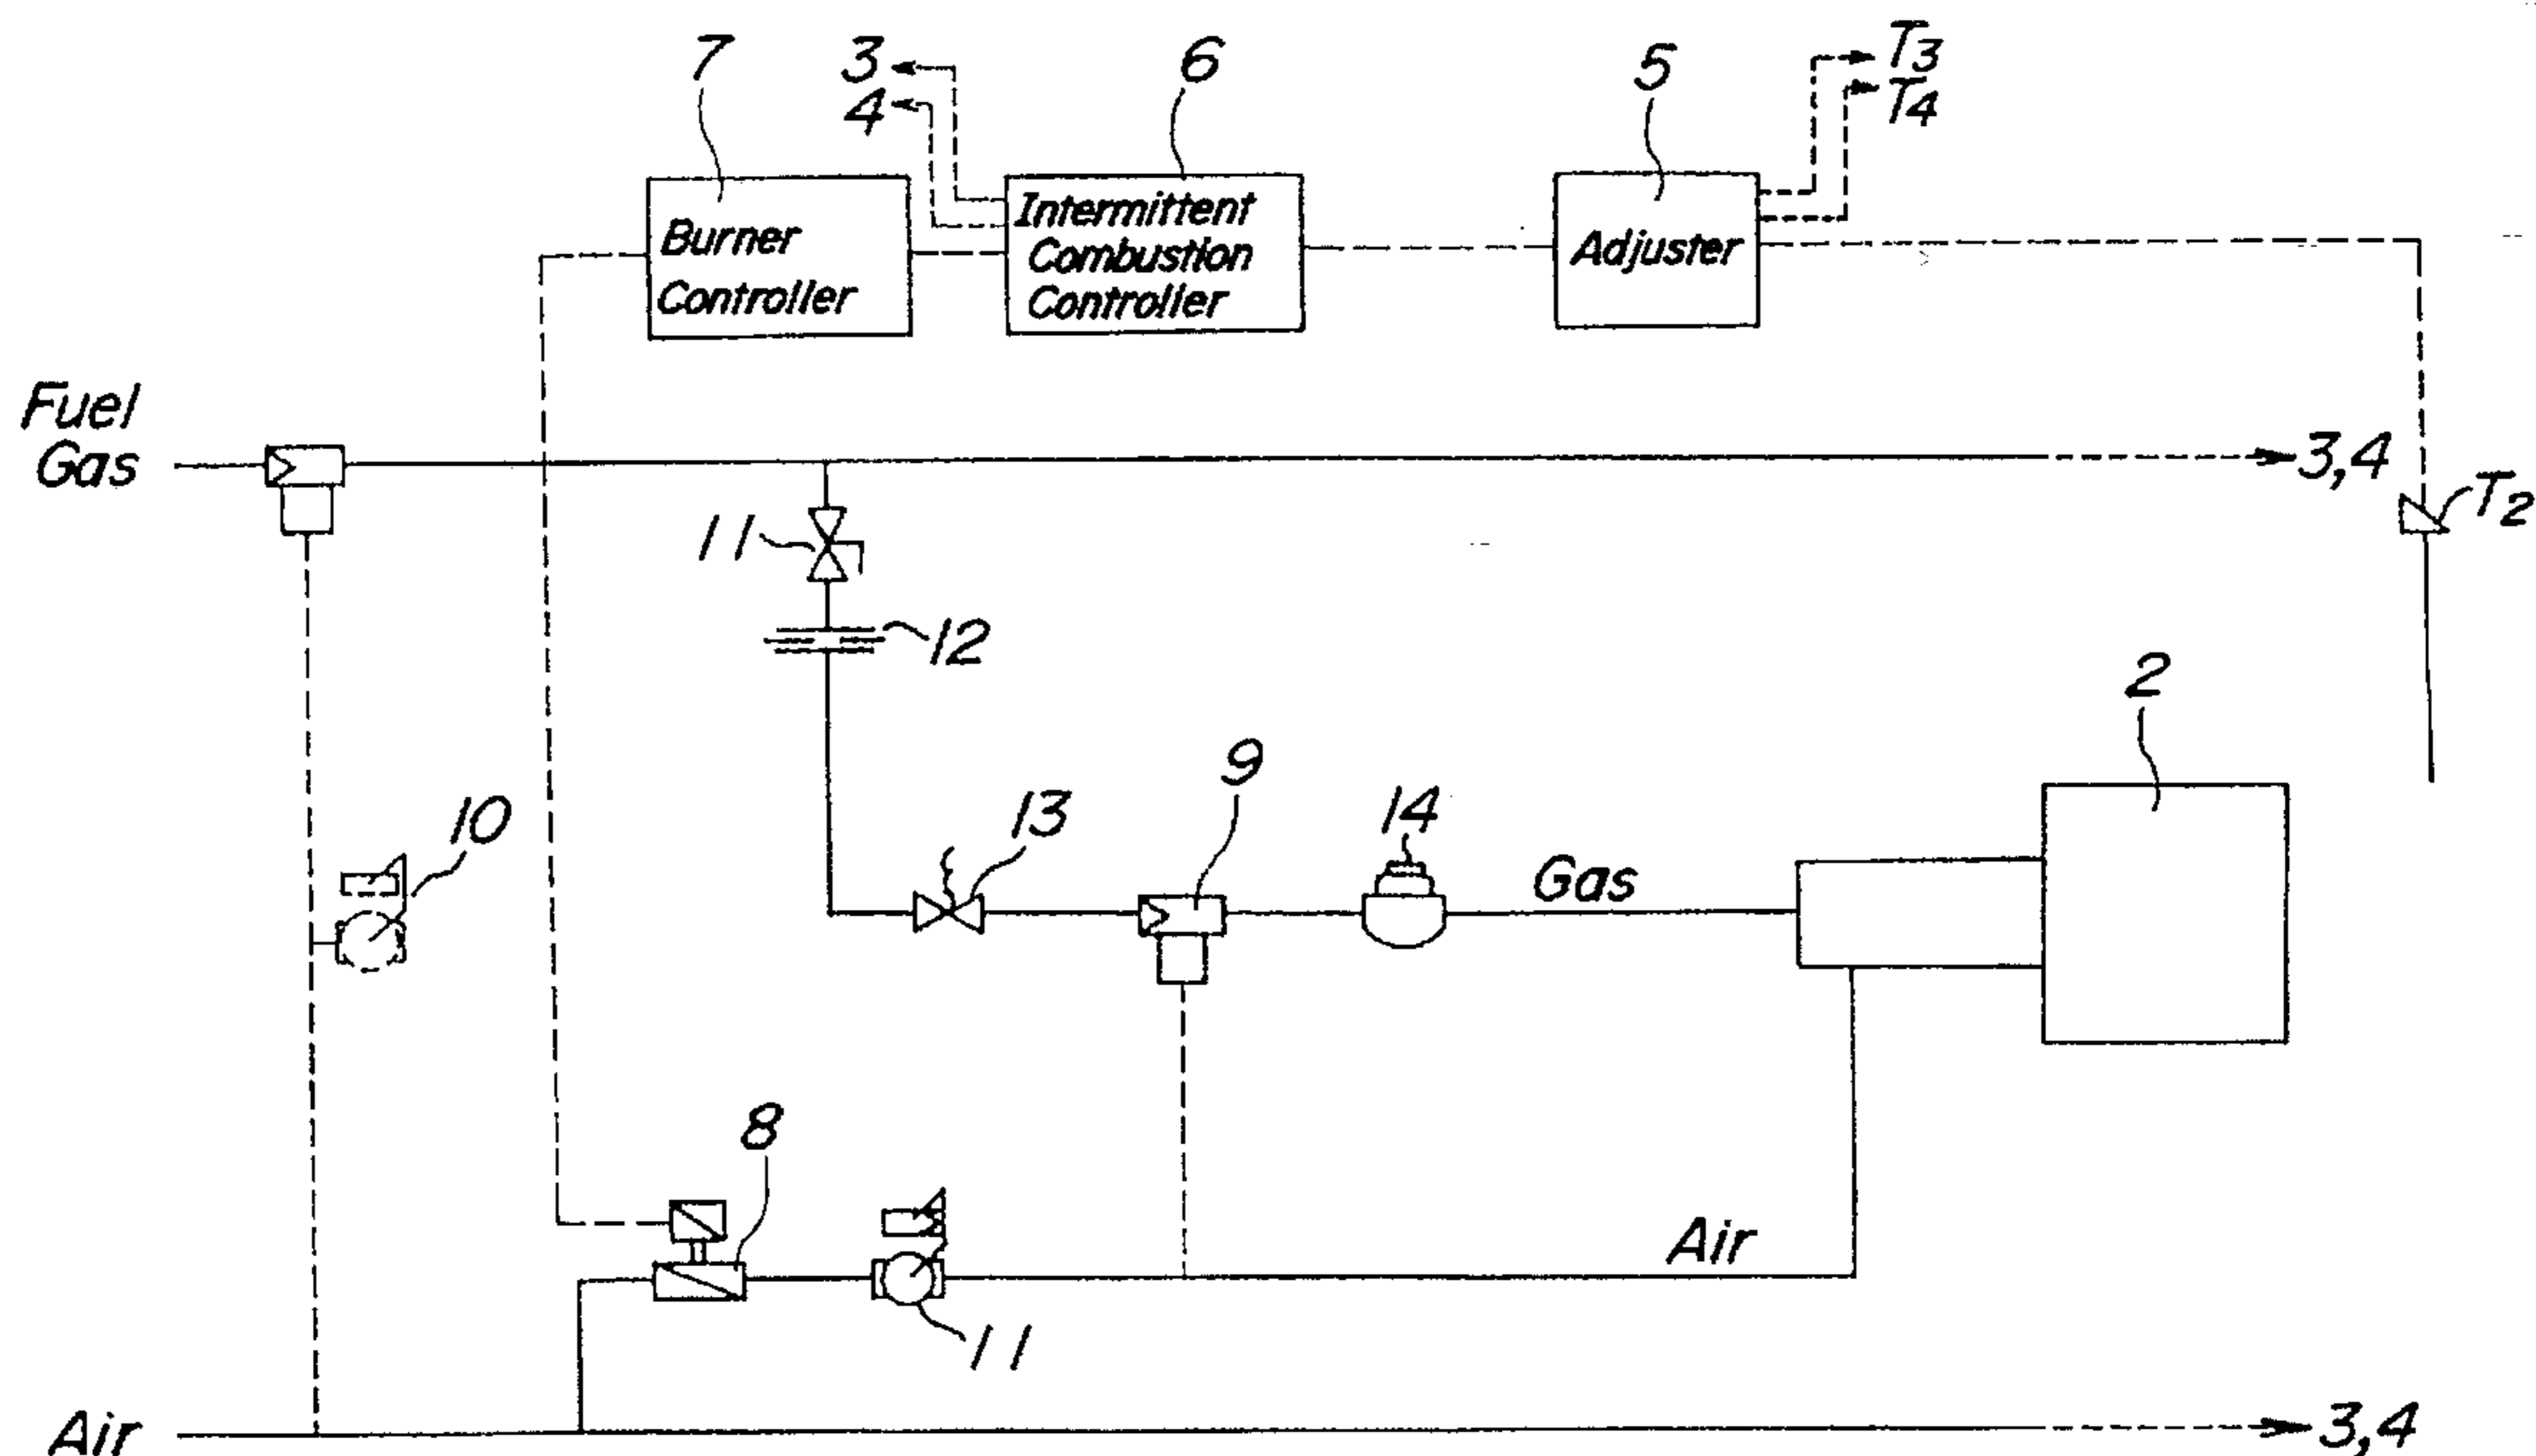 7
3
4
6
5
T3
T4
Burner
Controller
Intermittent
Combustion
Controller
Adjuster
Fuel
Gas
3,4
T2
11
12
2
9
13
14
10
Gas
8
Air
11
Air
3,4